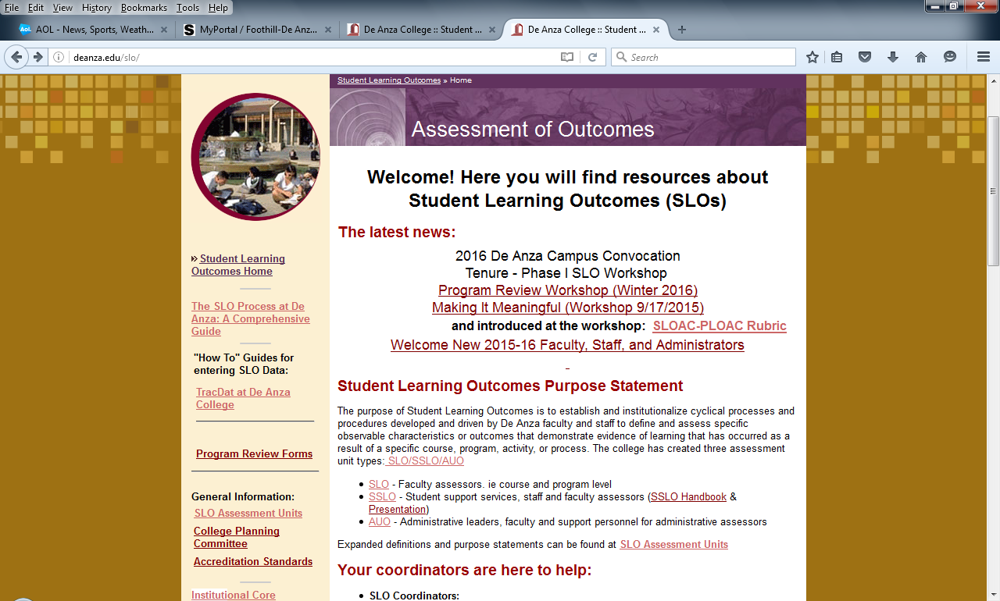 File Edit View History Bookmarks Tools Help
AOL - News, Sports, Weath...
MyPortal / Foothill-De Anz...
De Anza College :: Student ...
De Anza College :: Student ...
deanza.edu/slo/
Search
Student Learning Outcomes » Home
Assessment of Outcomes
Student Learning
Outcomes Home
The SLO Process at De
Anza: A Comprehensive
Guide
"How To" Guides for
entering SLO Data:
TracDat at De Anza
College
Program Review Forms
General Information:
SLO Assessment Units
College Planning
Committee
Accreditation Standards
Institutional Core
Welcome! Here you will find resources about
Student Learning Outcomes (SLOs)
The latest news:
2016 De Anza Campus Convocation
Tenure - Phase I SLO Workshop
Program Review Workshop (Winter 2016)
Making It Meaningful (Workshop 9/17/2015)
and introduced at the workshop: SLOAC-PLOAC Rubric
Welcome New 2015-16 Faculty, Staff, and Administrators
Student Learning Outcomes Purpose Statement
The purpose of Student Learning Outcomes is to establish and institutionalize cyclical processes and
procedures developed and driven by De Anza faculty and staff to define and assess specific
observable characteristics or outcomes that demonstrate evidence of learning that has occurred as a
result of a specific course, program, activity, or process. The college has created three assessment
unit types: SLO/SSLO/AUO
• SLO - Faculty assessors. ie course and program level
• SSLO - Student support services, staff and faculty assessors (SSLO Handbook &
Presentation)
• AUO - Administrative leaders, faculty and support personnel for administrative assessors
Expanded definitions and purpose statements can be found at SLO Assessment Units
Your coordinators are here to help:
• SLO Coordinators: